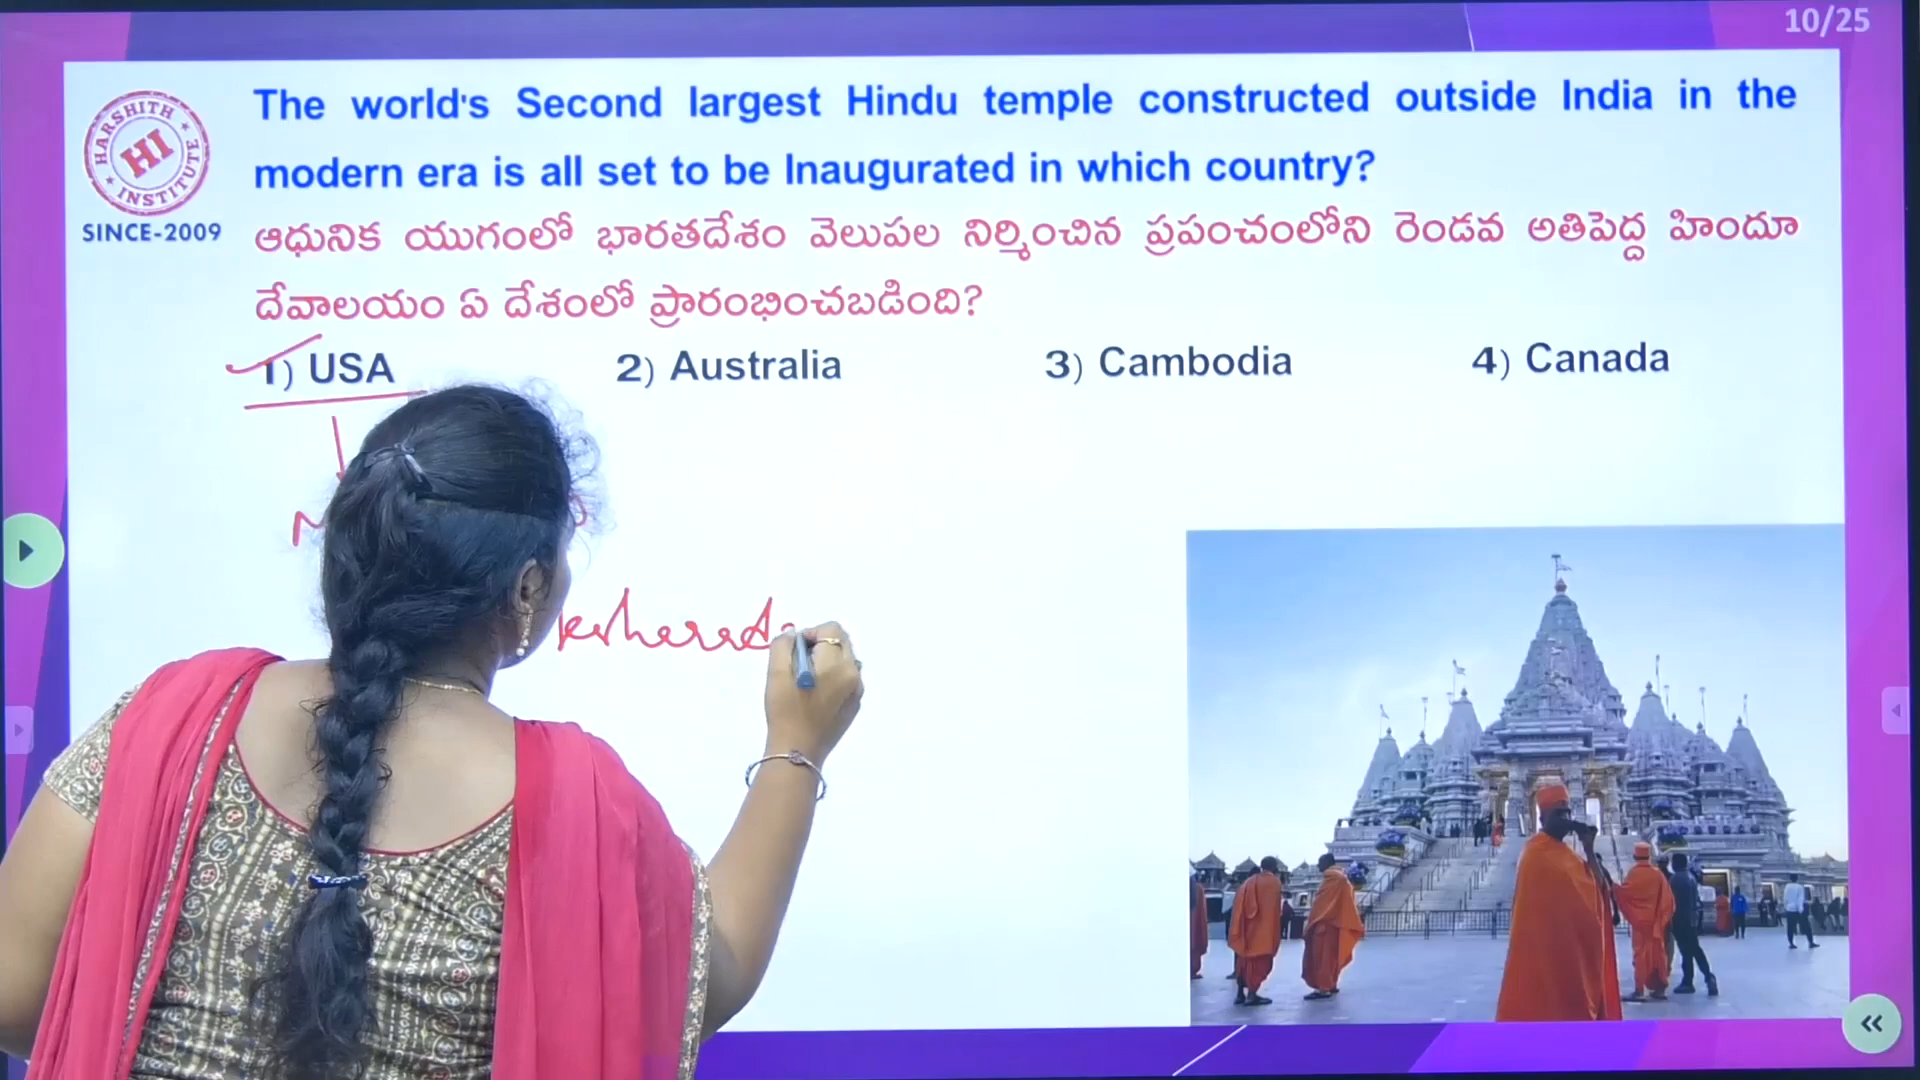 10/25
HARSHITH
HI
INSTITUTE
SINCE-2009
The world's Second largest Hindu temple constructed outside India in the
modern era is all set to be Inaugurated in which country?
ఆధునిక యుగంలో భారతదేశం వెలుపల నిర్మించిన ప్రపంచంలోని రెండవ అతిపెద్ద హిందూ
దేవాలయం ఏ దేశంలో ప్రారంభించబడింది?
1) USA 2) Australia 3) Cambodia 4) Canada